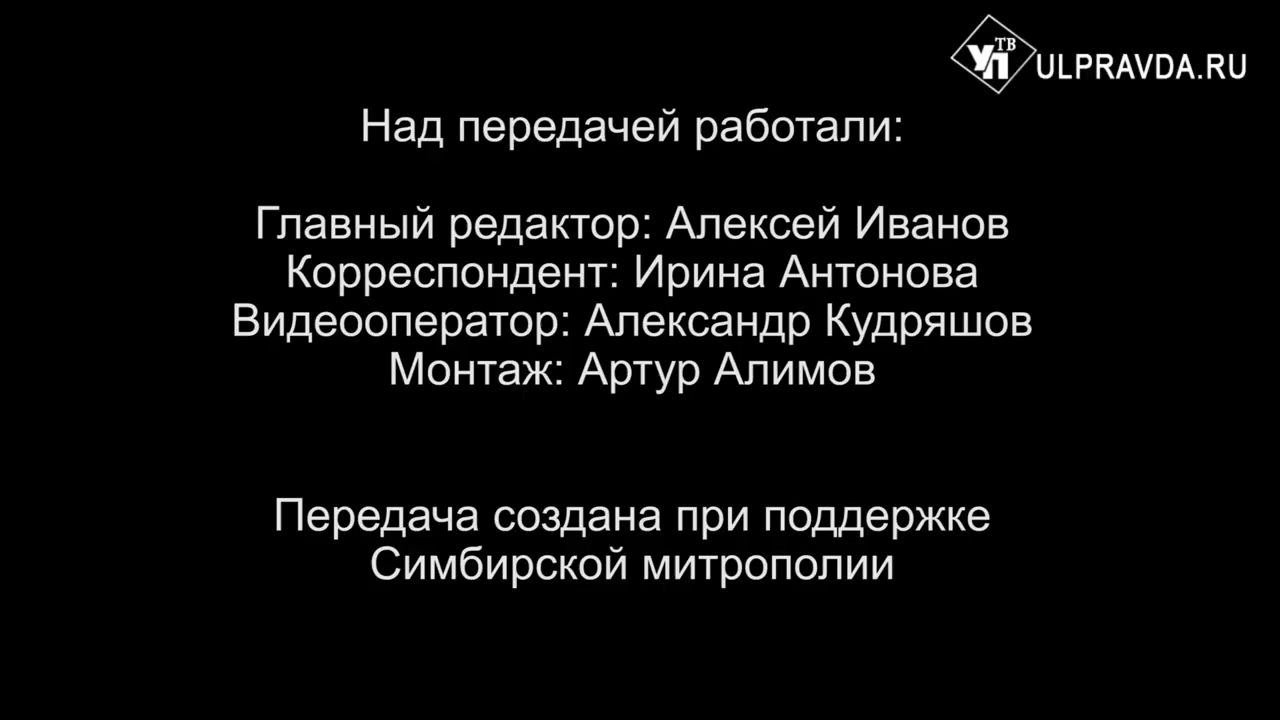 УП ТВ
ULPRAVDA.RU
Над передачей работали:
Главный редактор: Алексей Иванов
Корреспондент: Ирина Антонова
Видеооператор: Александр Кудряшов
Монтаж: Артур Алимов
Передача создана при поддержке
Симбирской митрополии